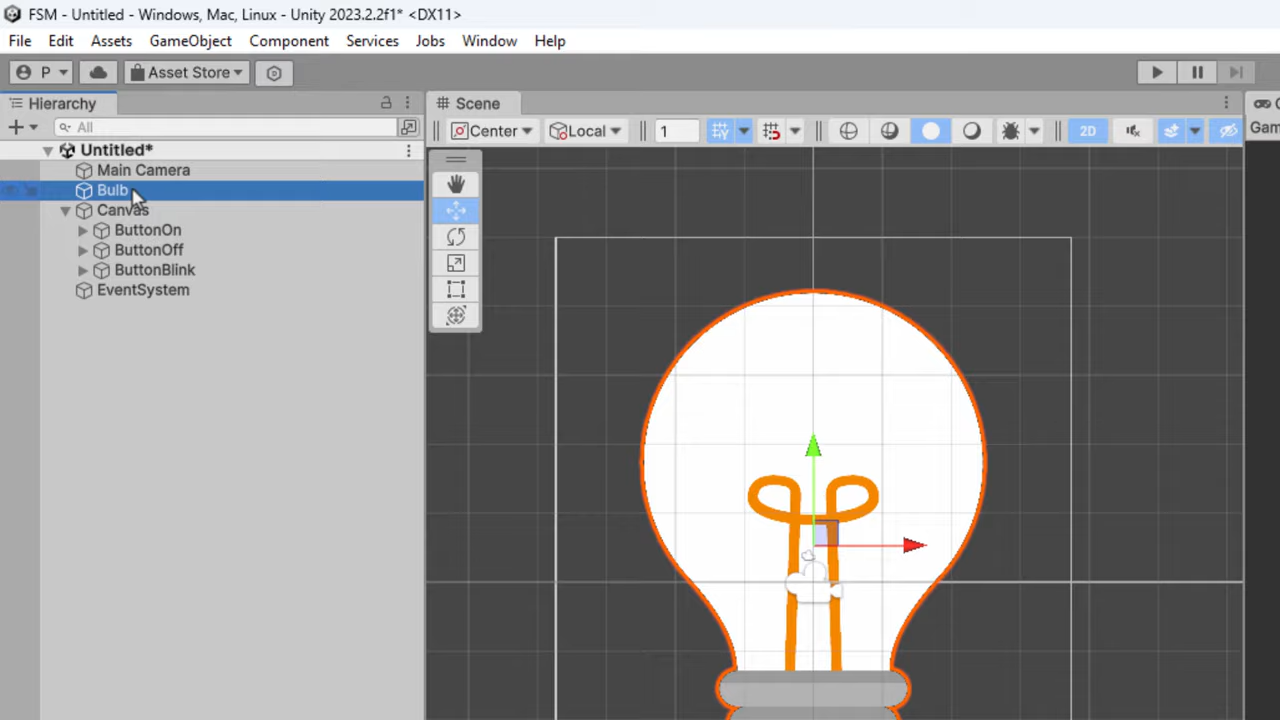 FSM - Untitled - Windows, Mac, Linux - Unity 2023.2.2f1* <DX11>
File Edit Assets GameObject Component Services Jobs Window Help
P Asset Store
Hierarchy
All
Untitled*
Main Camera
Bulb
Canvas
ButtonOn
ButtonOff
ButtonBlink
EventSystem
Scene
Center Local 1 2D
Gam